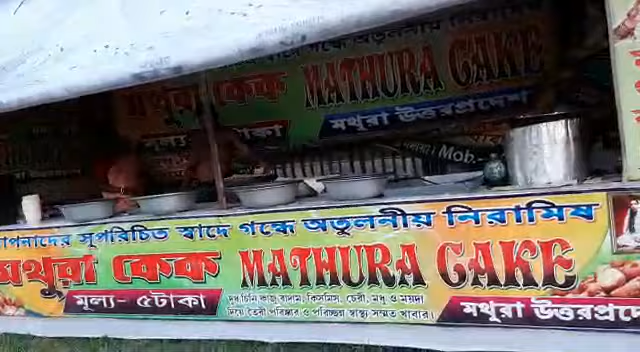 MATHURA CAKE
কেক
মথুরা উত্তরপ্রদেশ
টাকা
Mob.
আপনাদের সুপরিচিত স্বাদে গন্ধে অতুলনীয় নিরামিষ
মথুরা কেক MATHURA CAKE
মূল্য- ৫টাকা
দুধ, চিনি, কাজু বাদাম, কিসমিস, চেরী, মধু ও ময়দা
দিয়ে তৈরী পরিষ্কার ও পরিচ্ছন্ন স্বাস্থ্য সম্মত খাবার।
মথুরা উত্তরপ্রদে